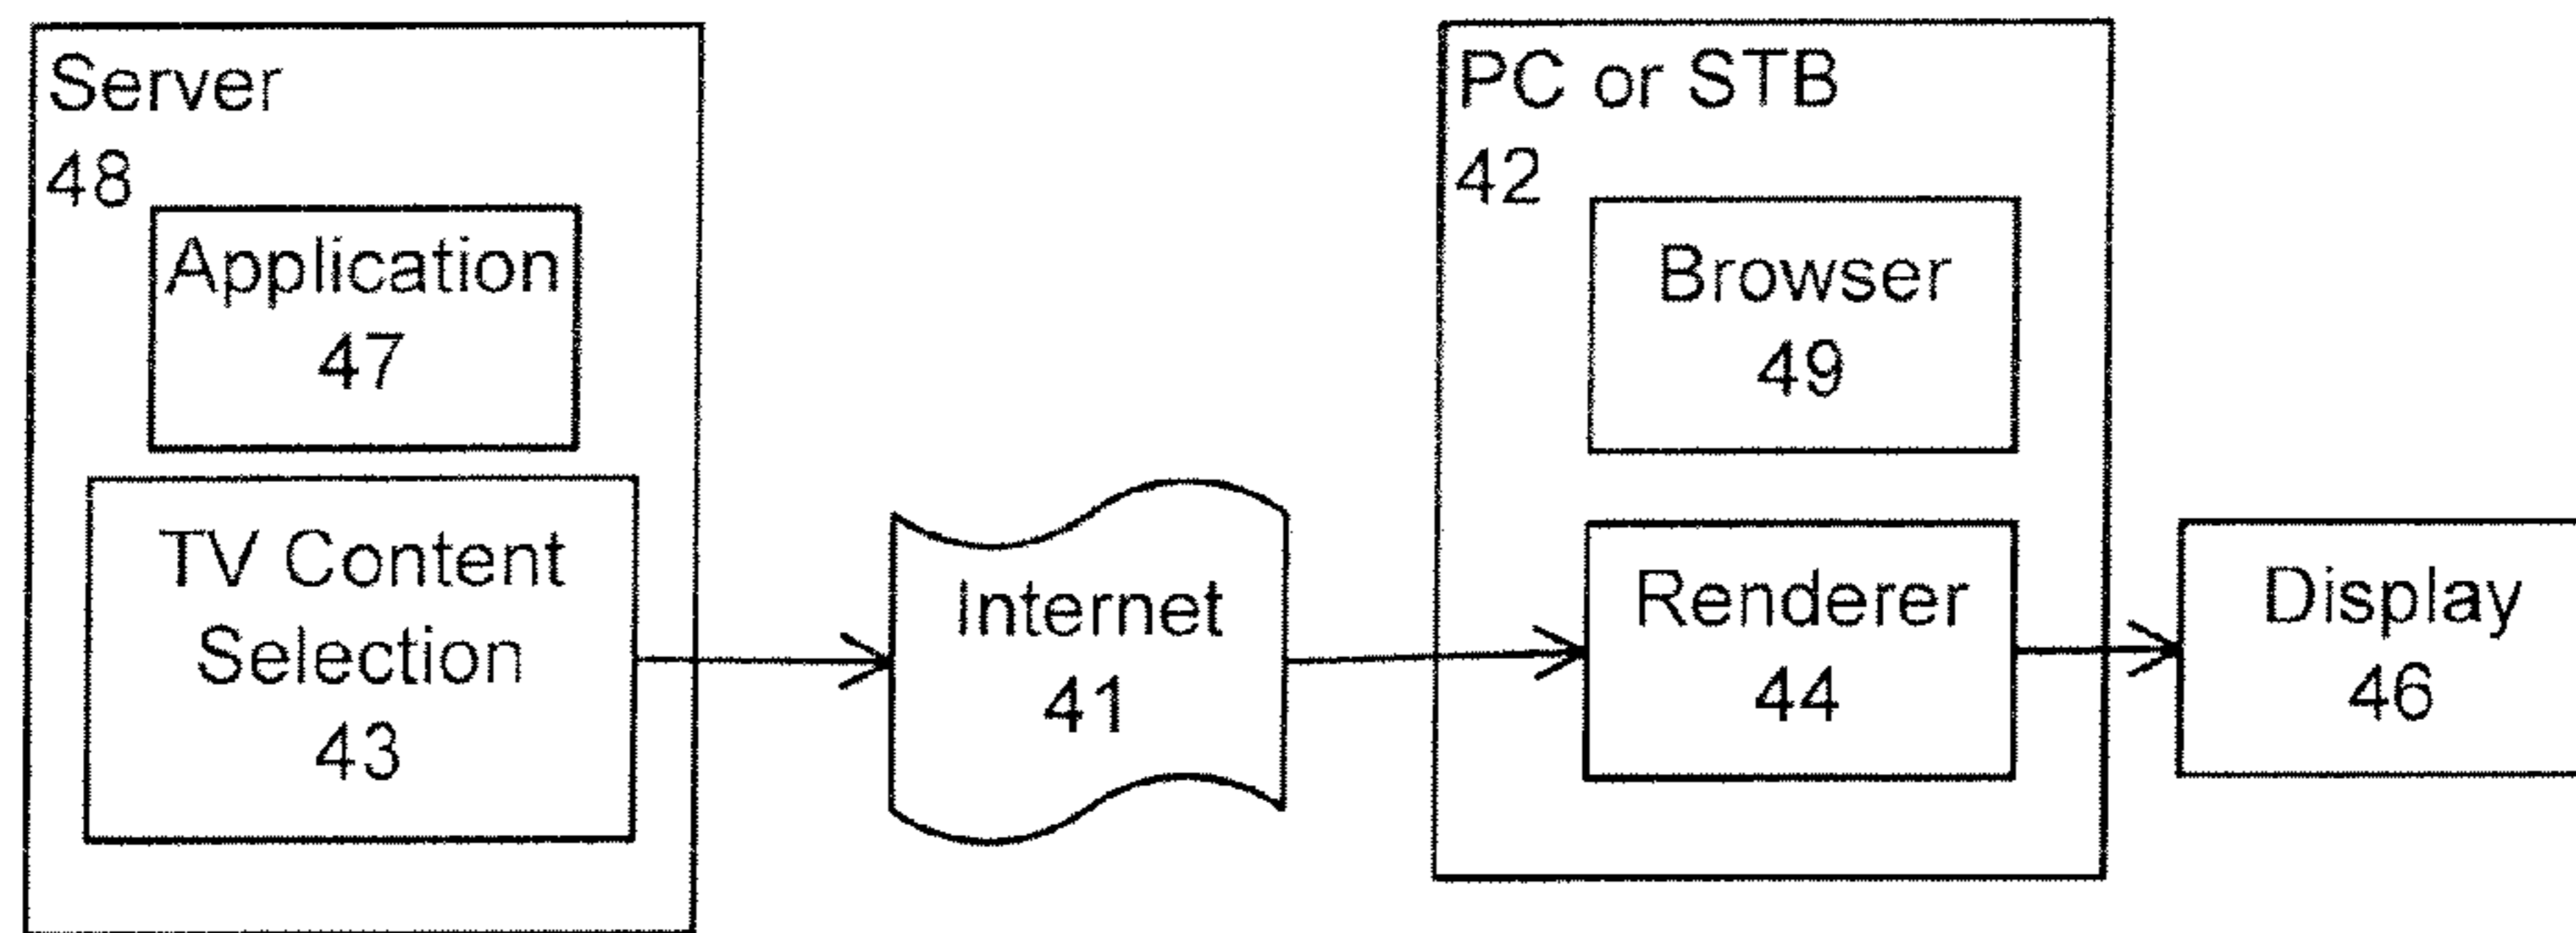 Server
48
Application
47
TV Content
Selection
43
Internet
41
PC or STB
42
Browser
49
Renderer
44
Display
46